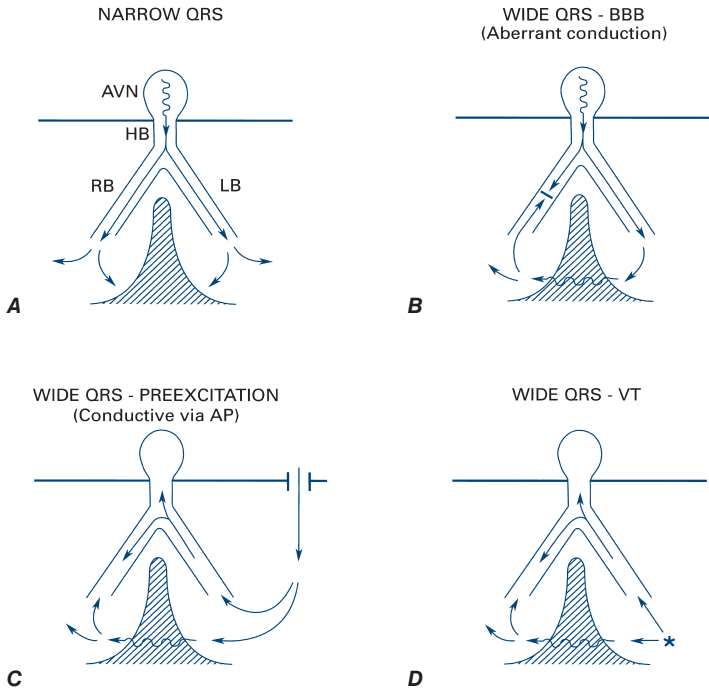 NARROW QRS
AVN
HB
RB
LB
A
WIDE QRS - BBB
(Aberrant conduction)
B
WIDE QRS - PREEXCITATION
(Conductive via AP)
C
WIDE QRS - VT
*
D